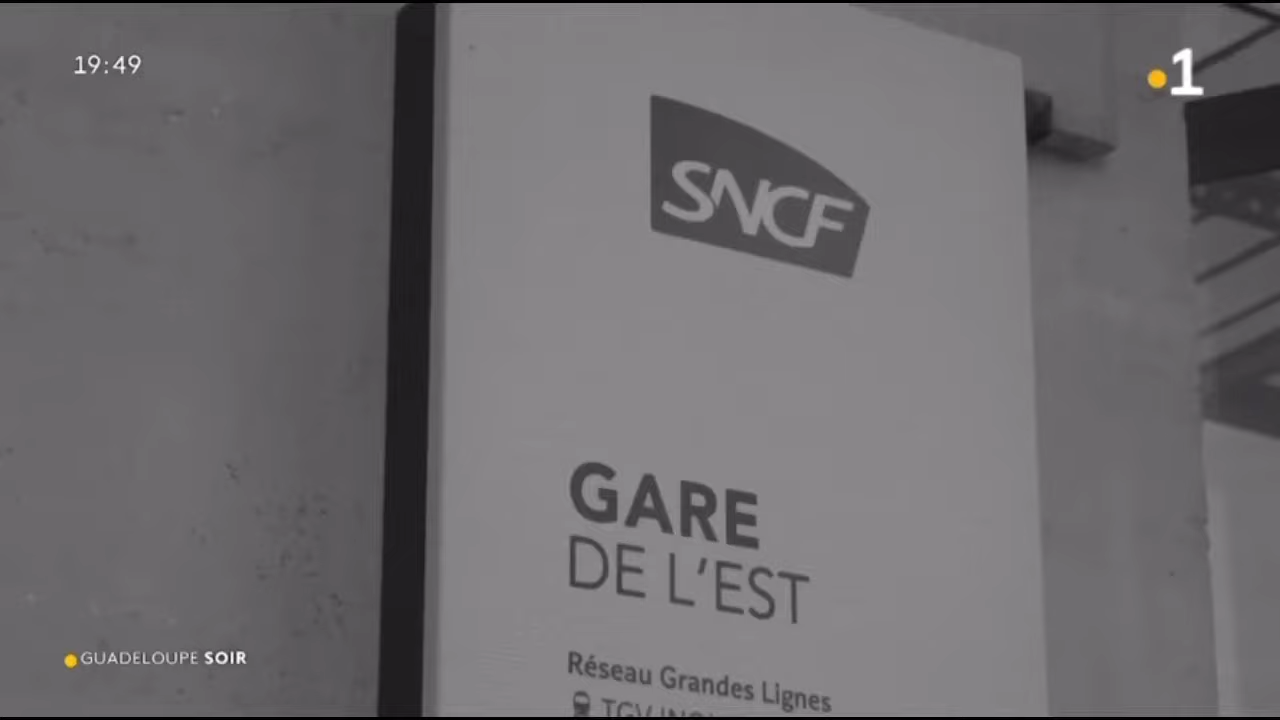 19:49
1
SNCF
GARE
DE L'EST
GUADELOUPE SOIR
Réseau Grandes Lignes